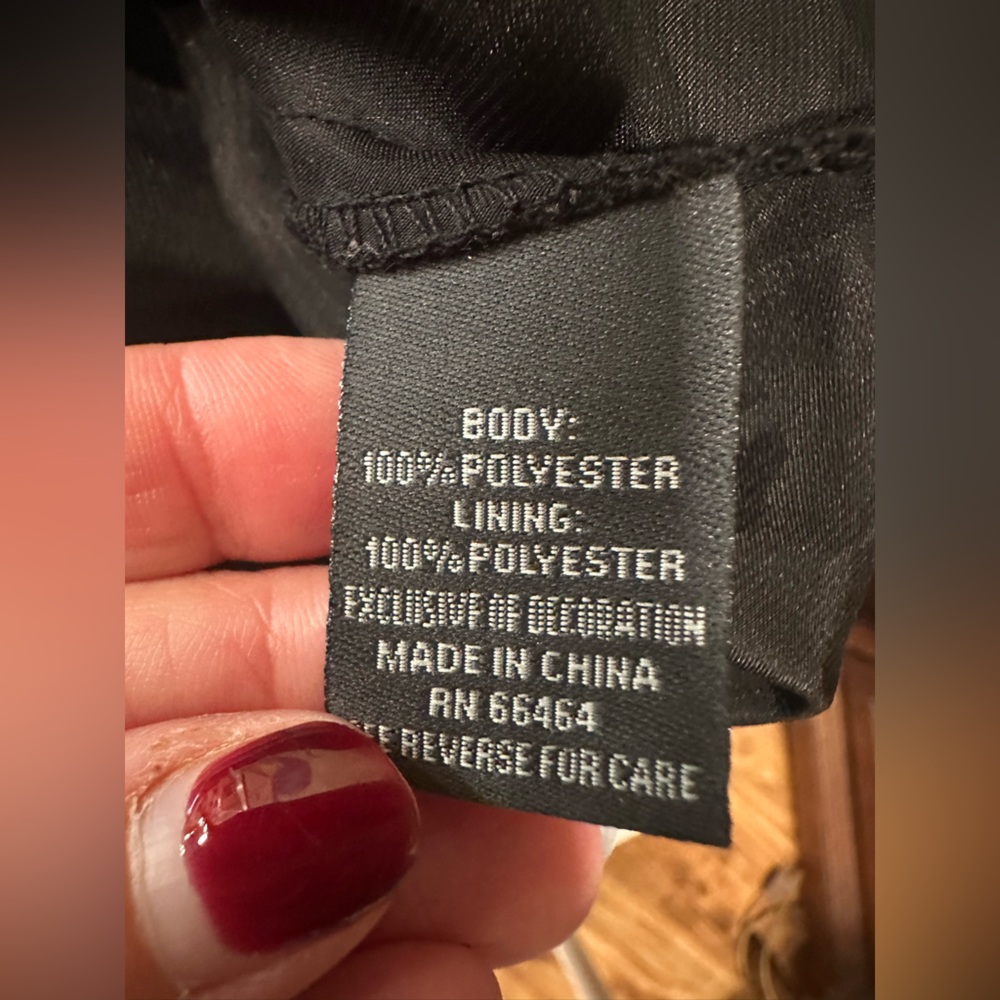 BODY:
100%POLYESTER
LINING:
100%POLYESTER
EXCLUSIVE OF DECORATION
MADE IN CHINA
RN 66464
REVERSE FOR CARE